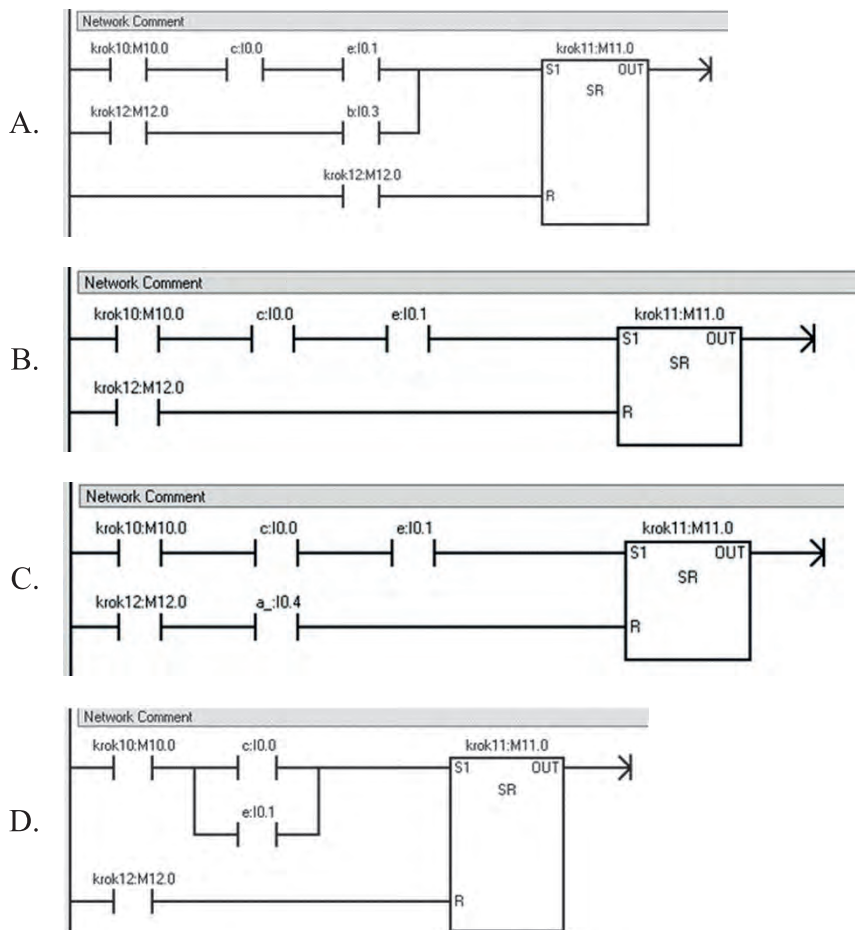 Network Comment
krok10:M10.0 c:I0.0 e:I0.1 krok11:M11.0
S1 OUT
SR
A.
krok12:M12.0 b:I0.3
krok12:M12.0
R
Network Comment
krok10:M10.0 c:I0.0 e:I0.1 krok11:M11.0
S1 OUT
B.
SR
krok12:M12.0
R
Network Comment
krok10:M10.0 c:I0.0 e:I0.1 krok11:M11.0
S1 OUT
C.
SR
krok12:M12.0 a_:I0.4
R
Network Comment
krok10:M10.0 c:I0.0 krok11:M11.0
S1 OUT
SR
e:I0.1
D.
krok12:M12.0
R